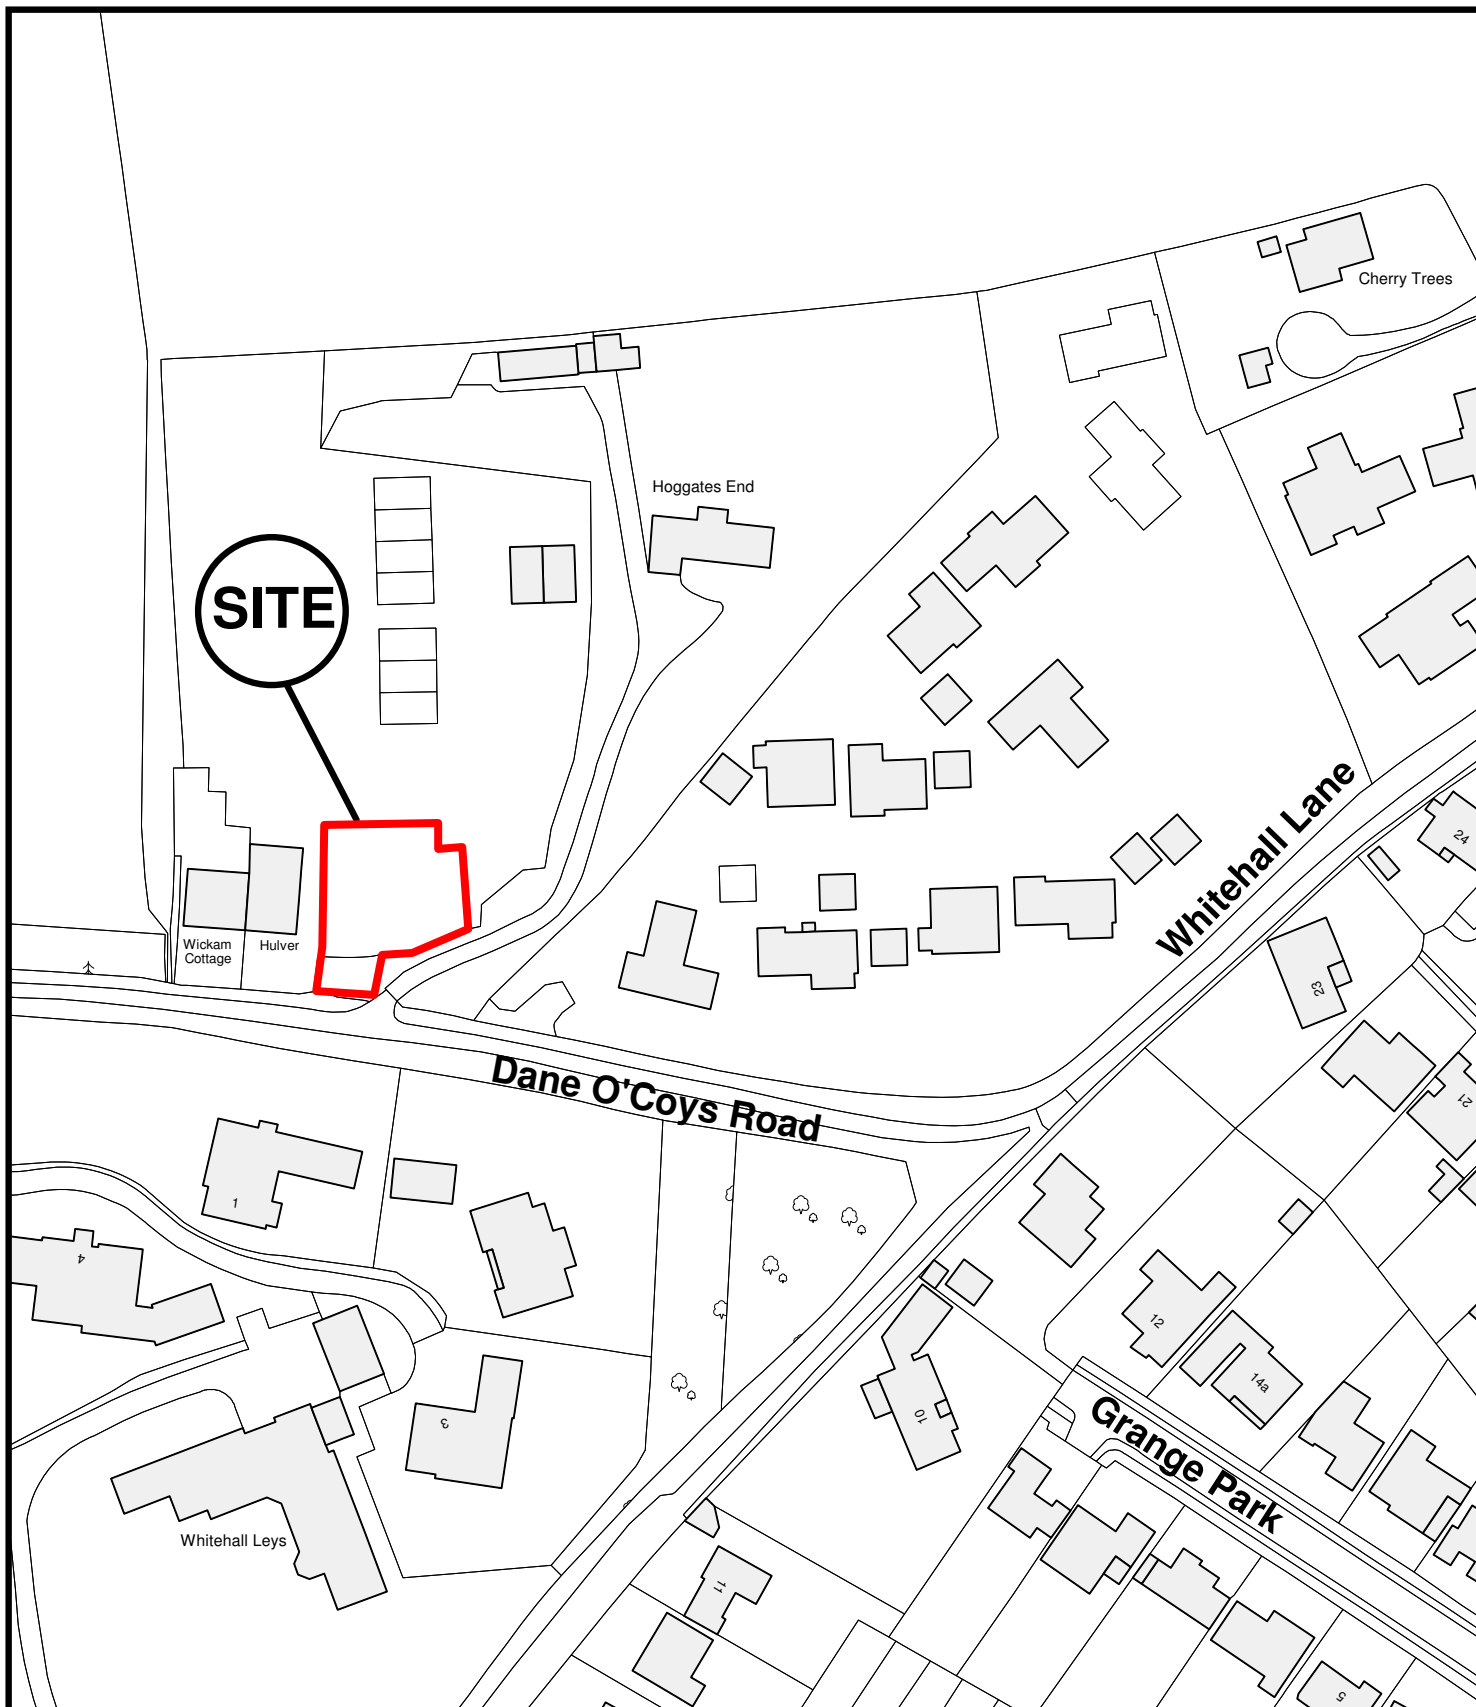 Cherry Trees
Hoggates End
SITE
Whitehall Lane
24
Wickam
Cottage
Hulver
23
Dane O'Coys Road
21
1
4
12
14a
3
10
Grange Park
Whitehall Leys
11
5